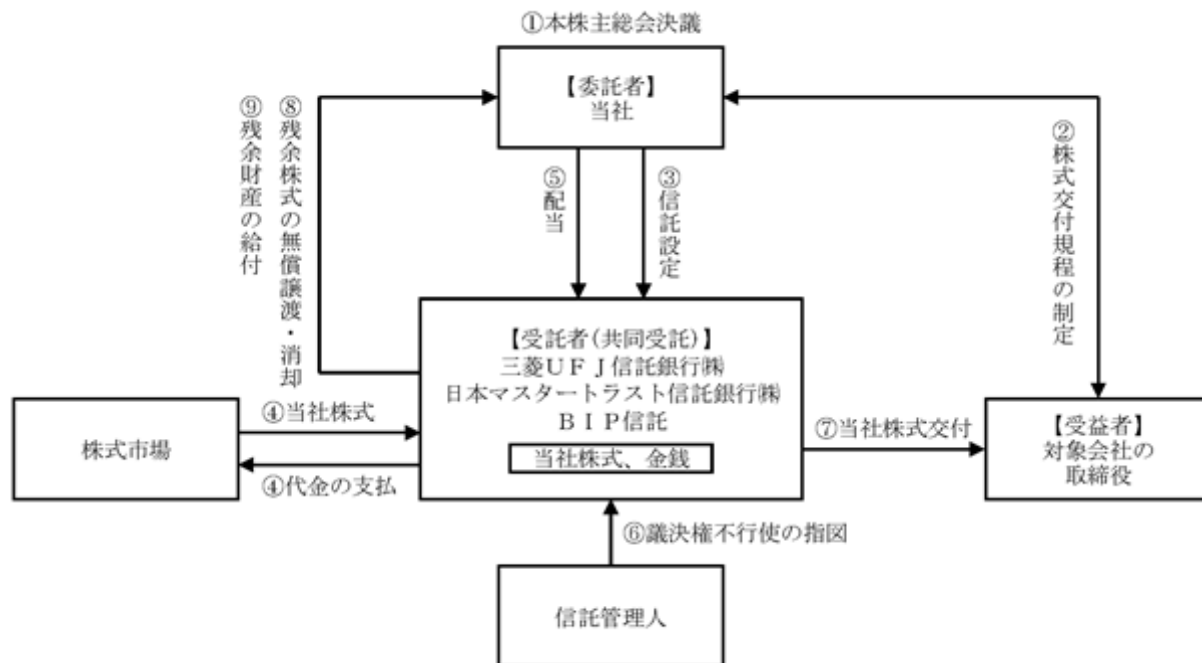 ①本株主総会決議
【委託者】
当社
⑨残余財産の給付
⑧残余株式の無償譲渡・消却
⑤配当
③信託設定
②株式交付規程の制定
【受託者(共同受託)】
三菱UFJ信託銀行㈱
日本マスタートラスト信託銀行㈱
BIP信託
当社株式、金銭
株式市場
④当社株式
④代金の支払
⑦当社株式交付
【受益者】
対象会社の
取締役
⑥議決権不行使の指図
信託管理人